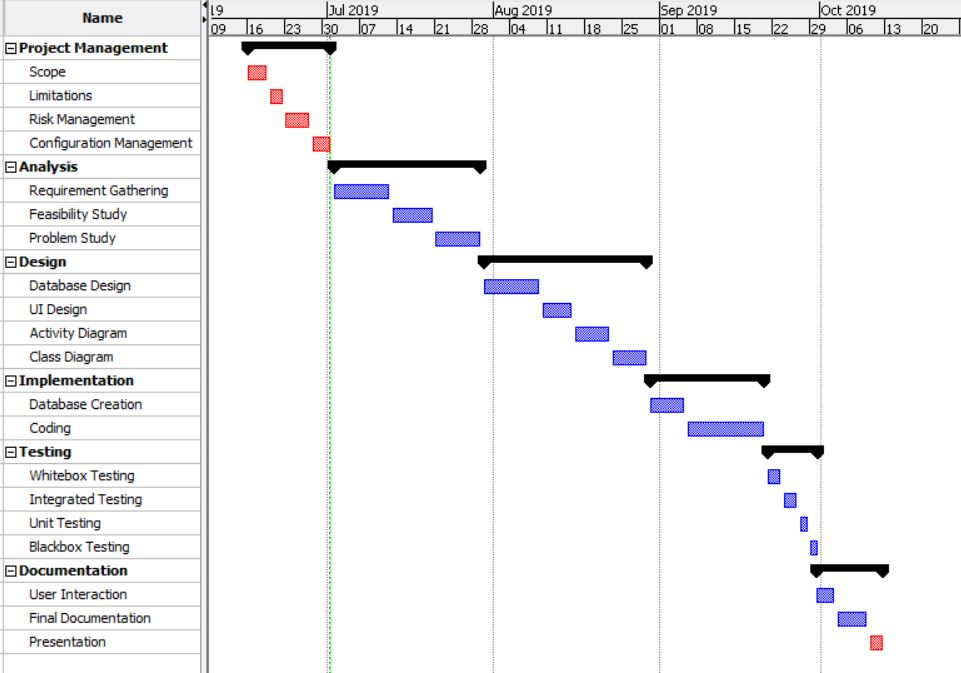 Name
19 Jul 2019 Aug 2019 Sep 2019 Oct 2019
09 16 23 30 07 14 21 28 04 11 18 25 01 08 15 22 29 06 13 20
Project Management
Scope
Limitations
Risk Management
Configuration Management
Analysis
Requirement Gathering
Feasibility Study
Problem Study
Design
Database Design
UI Design
Activity Diagram
Class Diagram
Implementation
Database Creation
Coding
Testing
Whitebox Testing
Integrated Testing
Unit Testing
Blackbox Testing
Documentation
User Interaction
Final Documentation
Presentation